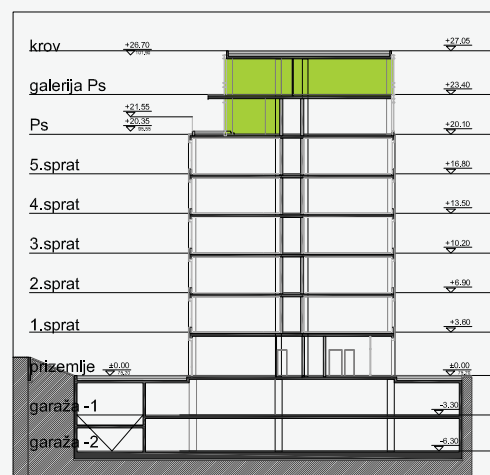 krov +26.70 +27.05
galerija Ps +23.40
+21.55
Ps +20.35 +20.10
5.sprat +16.80
4.sprat +13.50
3.sprat +10.20
2.sprat +6.90
1.sprat +3.60
prizemlje ±0.00 ±0.00
garaža -1 -3.30
garaža -2 -6.30